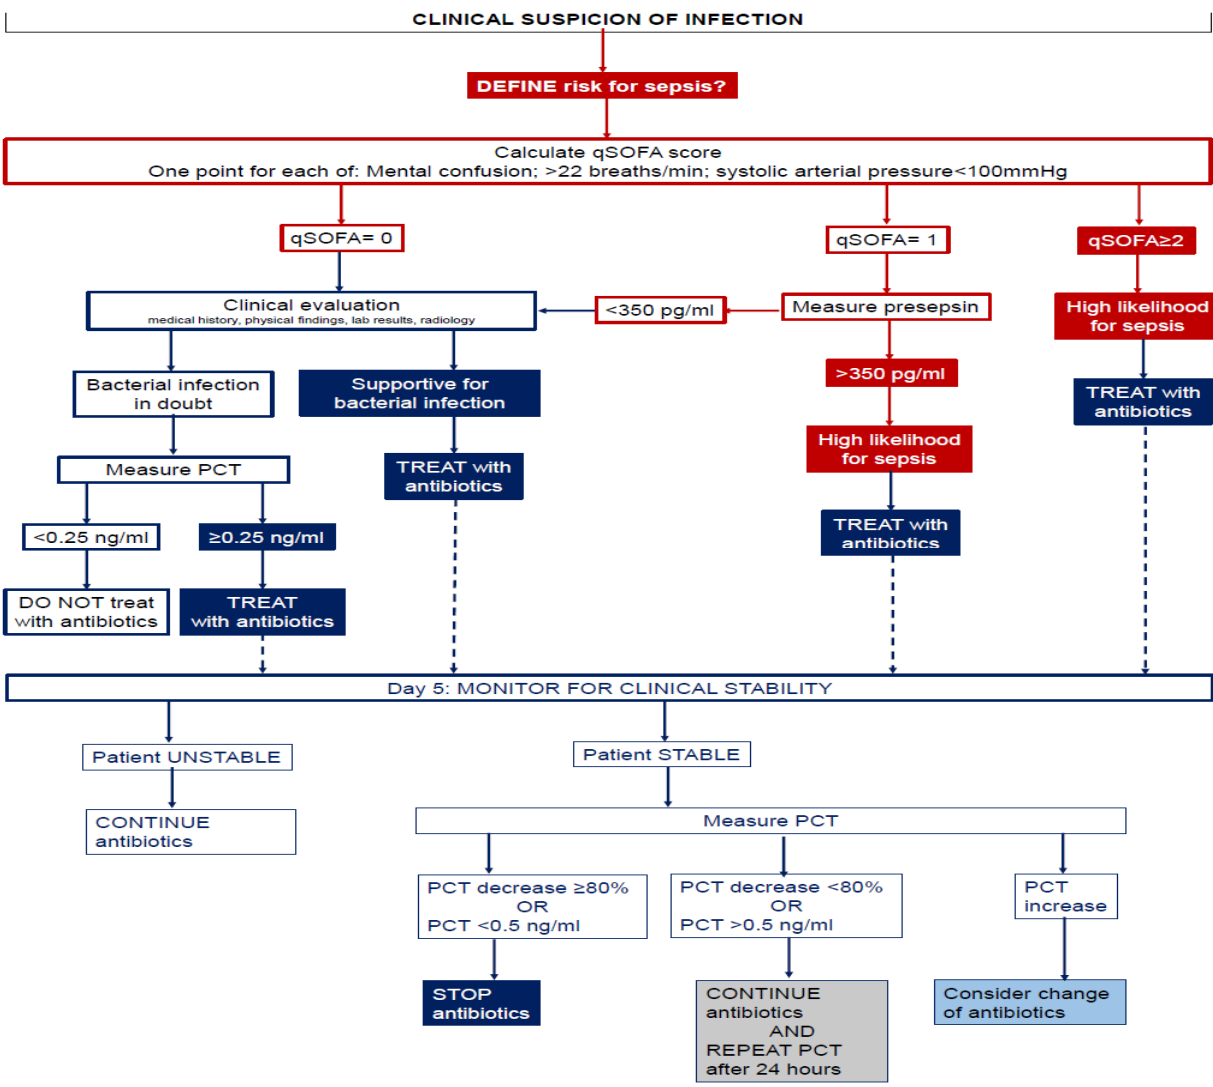 CLINICAL SUSPICION OF INFECTION
DEFINE risk for sepsis?
Calculate qSOFA score
One point for each of: Mental confusion; >22 breaths/min; systolic arterial pressure<100mmHg
qSOFA= 0
qSOFA= 1
qSOFA≥2
Clinical evaluation
medical history, physical findings, lab results, radiology
<350 pg/ml
Measure presepsin
High likelihood
for sepsis
Bacterial infection
in doubt
Supportive for
bacterial infection
>350 pg/ml
TREAT with
antibiotics
Measure PCT
TREAT with
antibiotics
High likelihood
for sepsis
<0.25 ng/ml
≥0.25 ng/ml
TREAT with
antibiotics
DO NOT treat
with antibiotics
TREAT
with antibiotics
Day 5: MONITOR FOR CLINICAL STABILITY
Patient UNSTABLE
Patient STABLE
CONTINUE
antibiotics
Measure PCT
PCT decrease ≥80%
OR
PCT <0.5 ng/ml
PCT decrease <80%
OR
PCT >0.5 ng/ml
PCT
increase
STOP
antibiotics
CONTINUE
antibiotics
AND
REPEAT PCT
after 24 hours
Consider change
of antibiotics